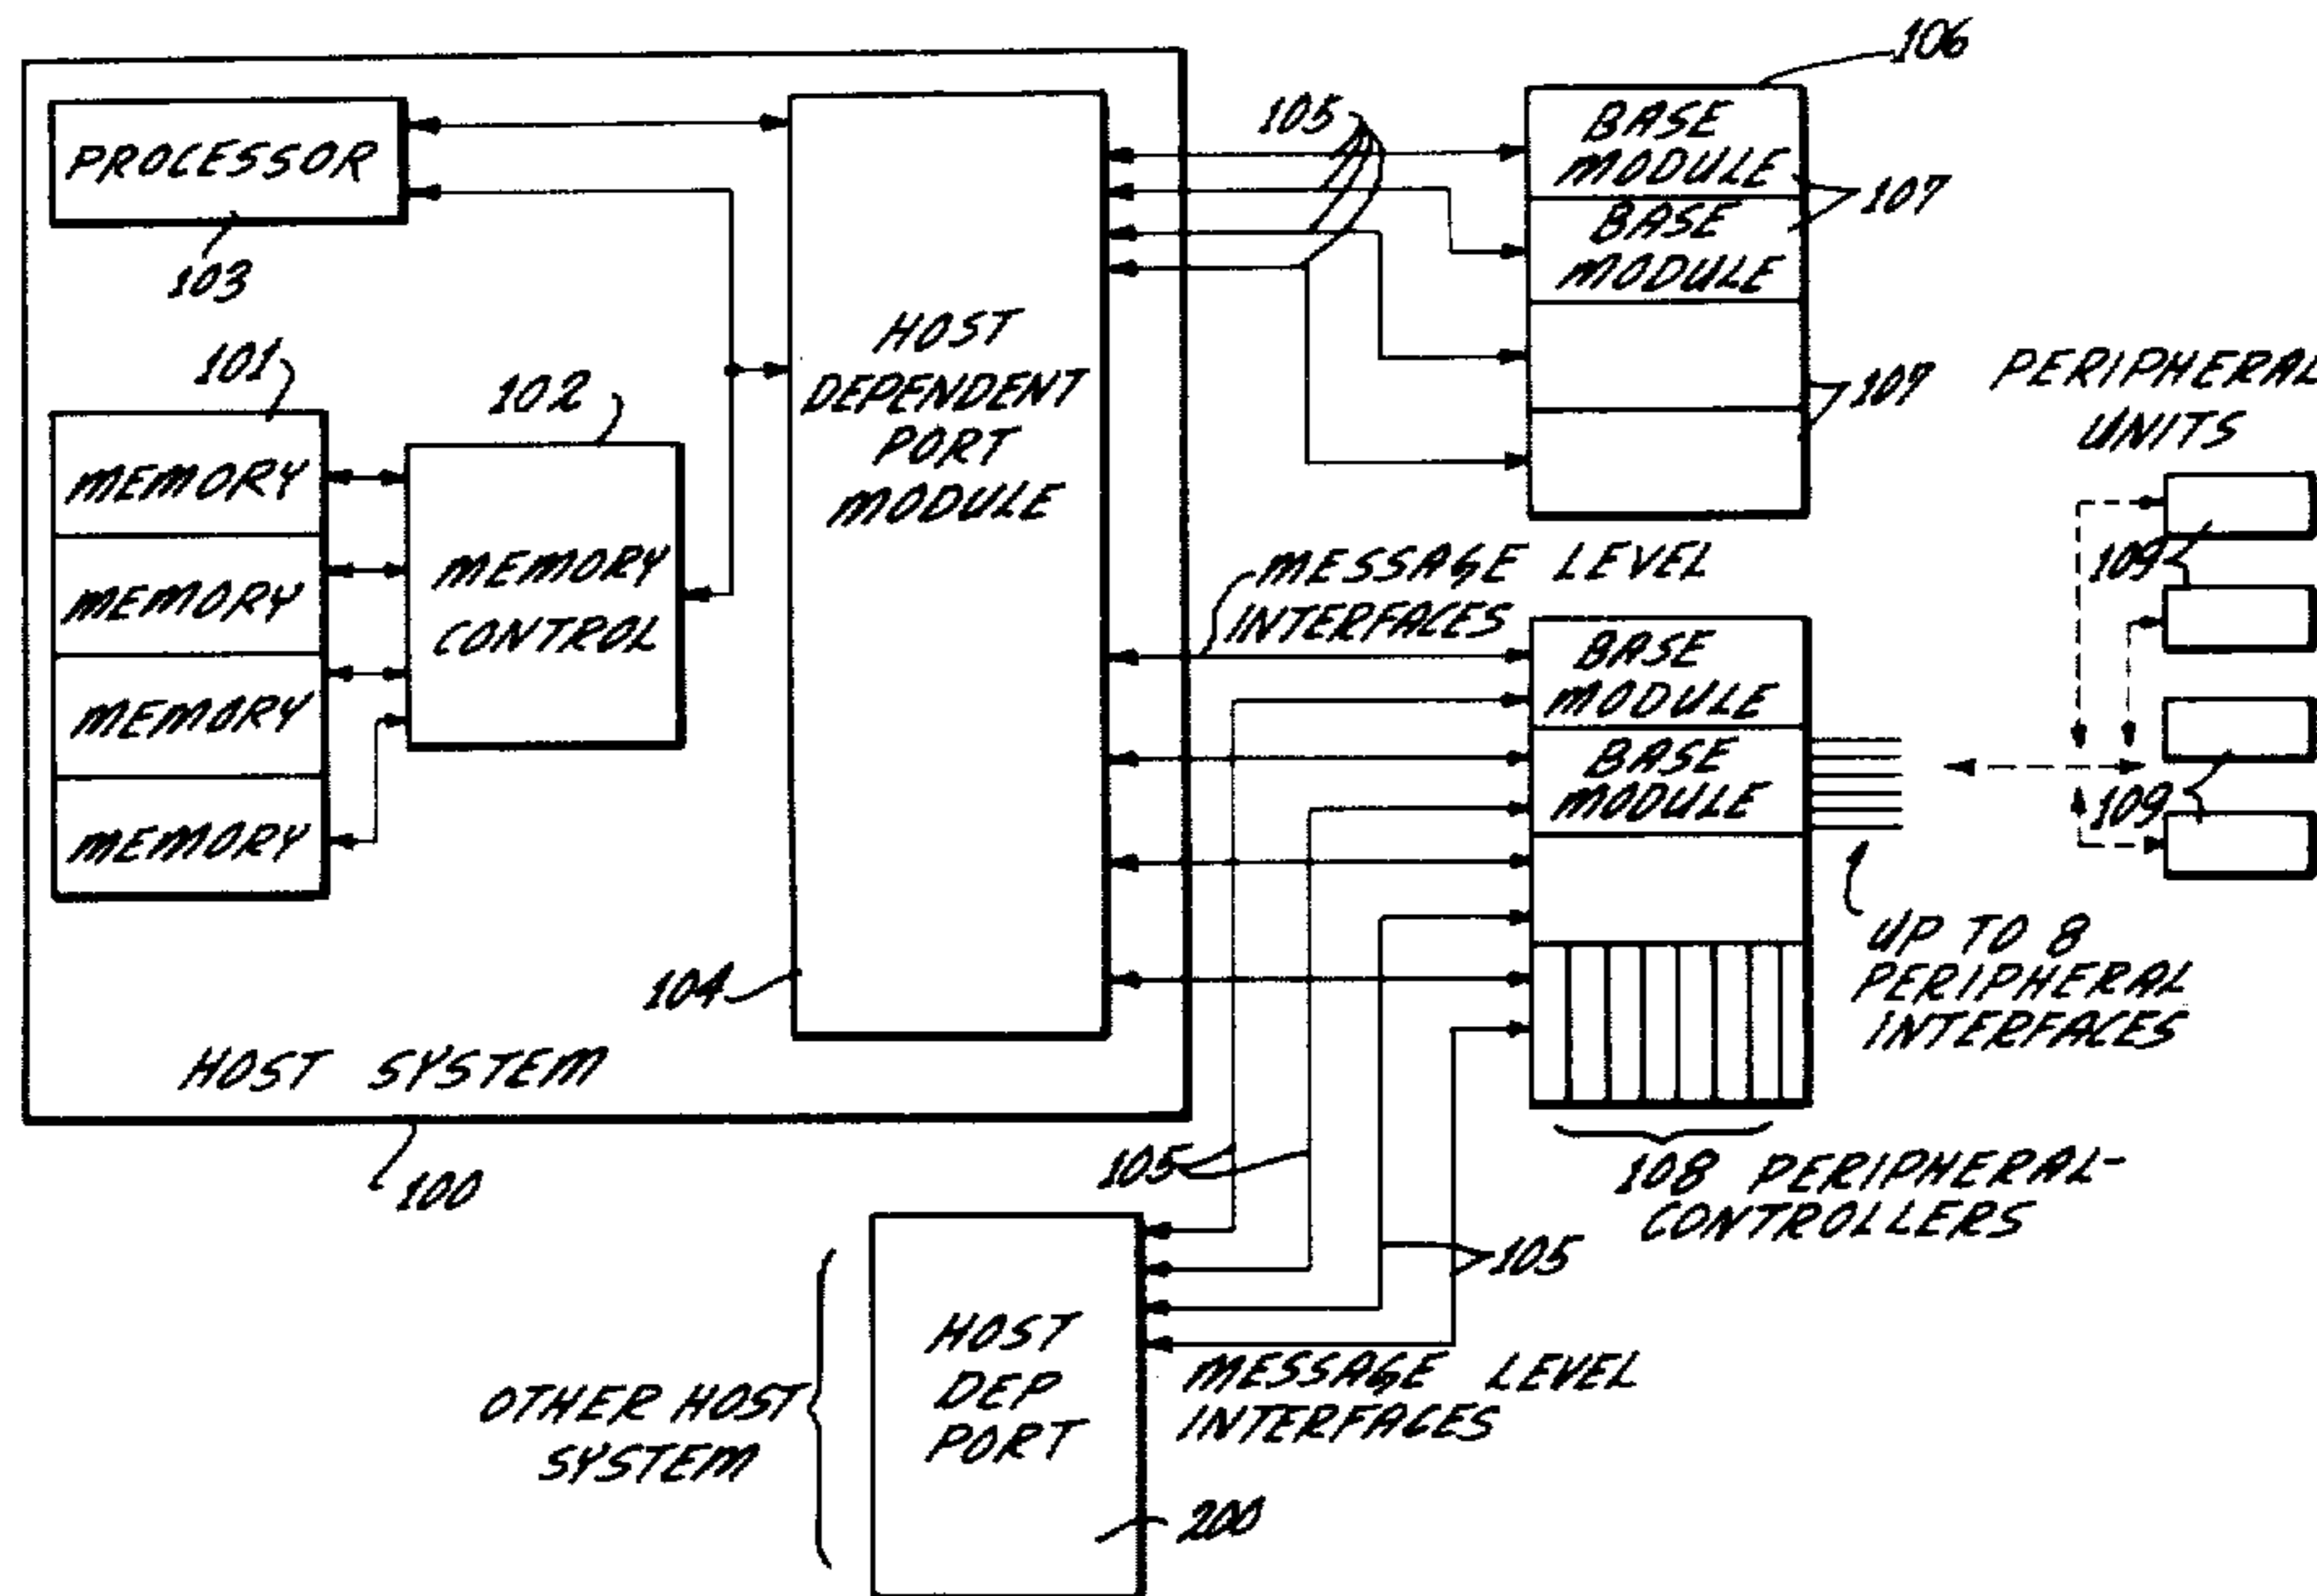 106
105
BASE
MODULE
107
BASE
MODULE
PROCESSOR
103
HOST
DEPENDENT
PORT
MODULE
101
102
107
PERIPHERAL
UNITS
MEMORY
MEMORY
MEMORY
MEMORY
MEMORY
CONTROL
109
MESSAGE LEVEL
INTERFACES
BASE
MODULE
BASE
MODULE
109
UP TO 8
PERIPHERAL
INTERFACES
104
HOST SYSTEM
100
105
108 PERIPHERAL-
CONTROLLERS
105
HOST
DEP
PORT
MESSAGE LEVEL
INTERFACES
OTHER HOST
SYSTEM
200